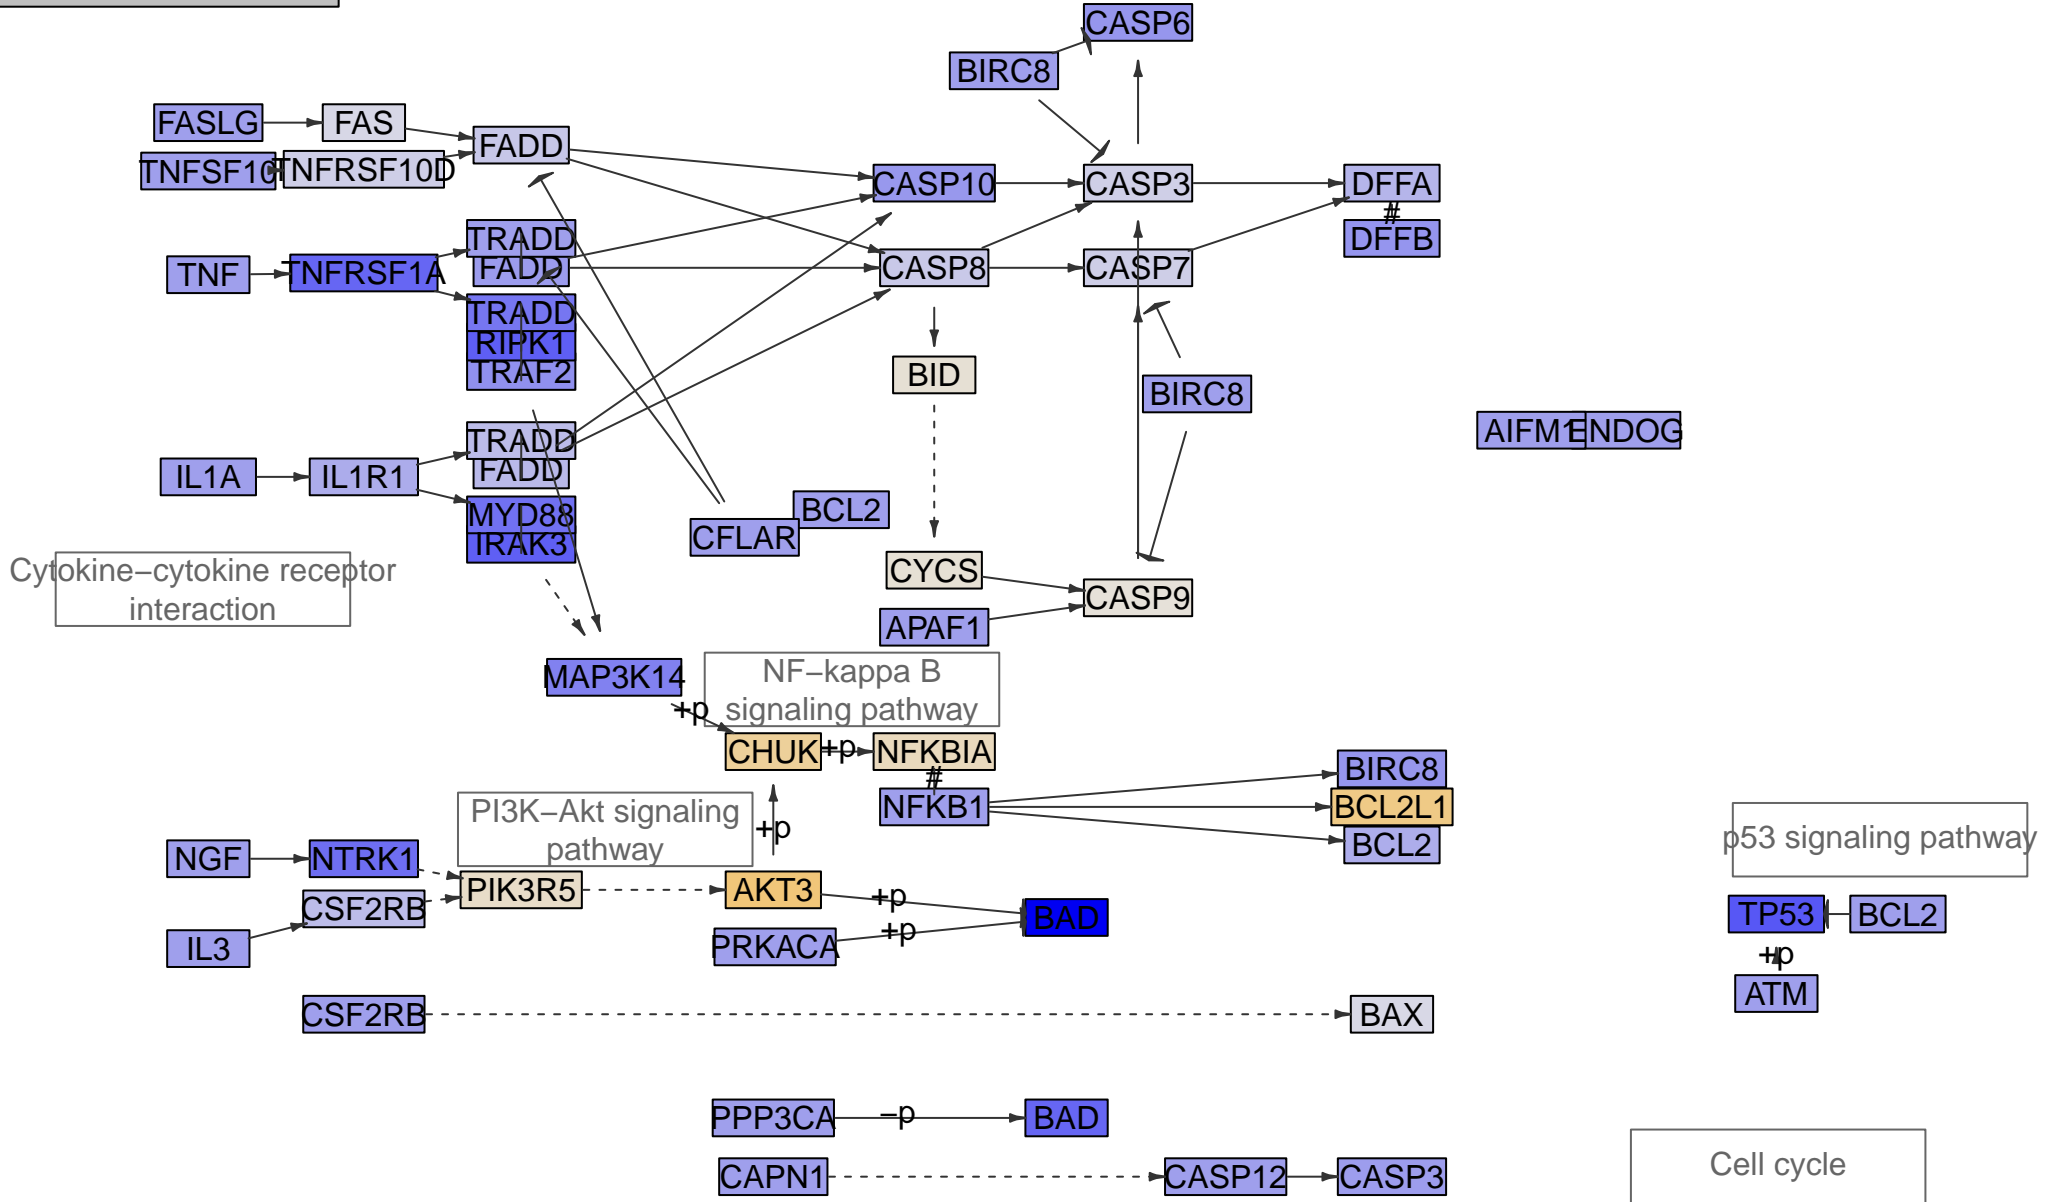 CASP6
BIRC8
FASLG
FAS
FADD
TNFSF10
TNFRSF10D
CASP10
CASP3
DFFA
#
DFFB
TRADD
FADD
TNF
TNFRSF1A
CASP8
CASP7
TRADD
RIPK1
TRAF2
BID
BIRC8
TRADD
FADD
AIFM1
ENDOG
IL1A
IL1R1
MYD88
IRAK3
BCL2
CFLAR
Cytokine−cytokine receptor
interaction
CYCS
CASP9
APAF1
MAP3K14
NF−kappa B
signaling pathway
+p
CHUK
+p
NFKBIA
#
NFKB1
BIRC8
BCL2L1
BCL2
PI3K−Akt signaling
pathway
+p
p53 signaling pathway
NGF
NTRK1
CSF2RB
PIK3R5
AKT3
+p
BAD
IL3
PRKACA
+p
TP53
BCL2
+p
ATM
CSF2RB
BAX
PPP3CA
−p
BAD
CAPN1
CASP12
CASP3
Cell cycle